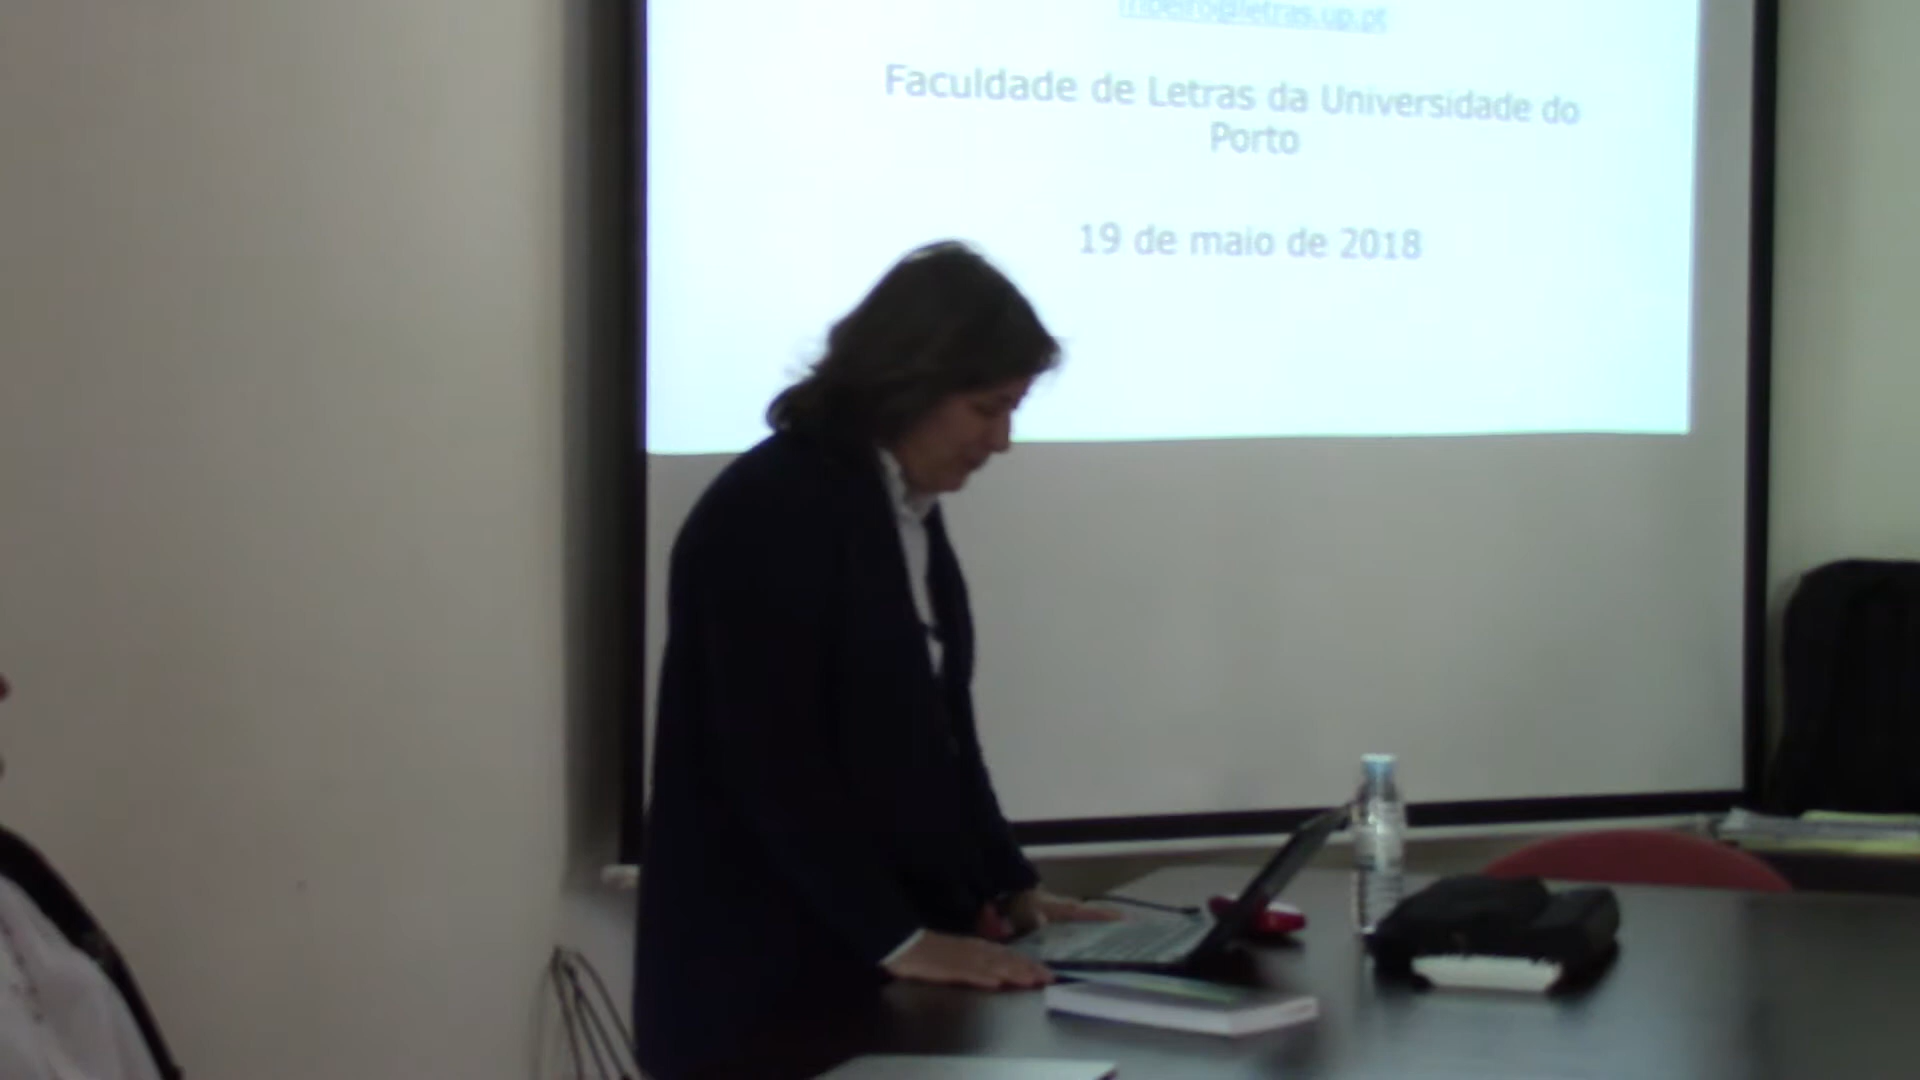 Faculdade de Letras da Universidade do
Porto
19 de maio de 2018